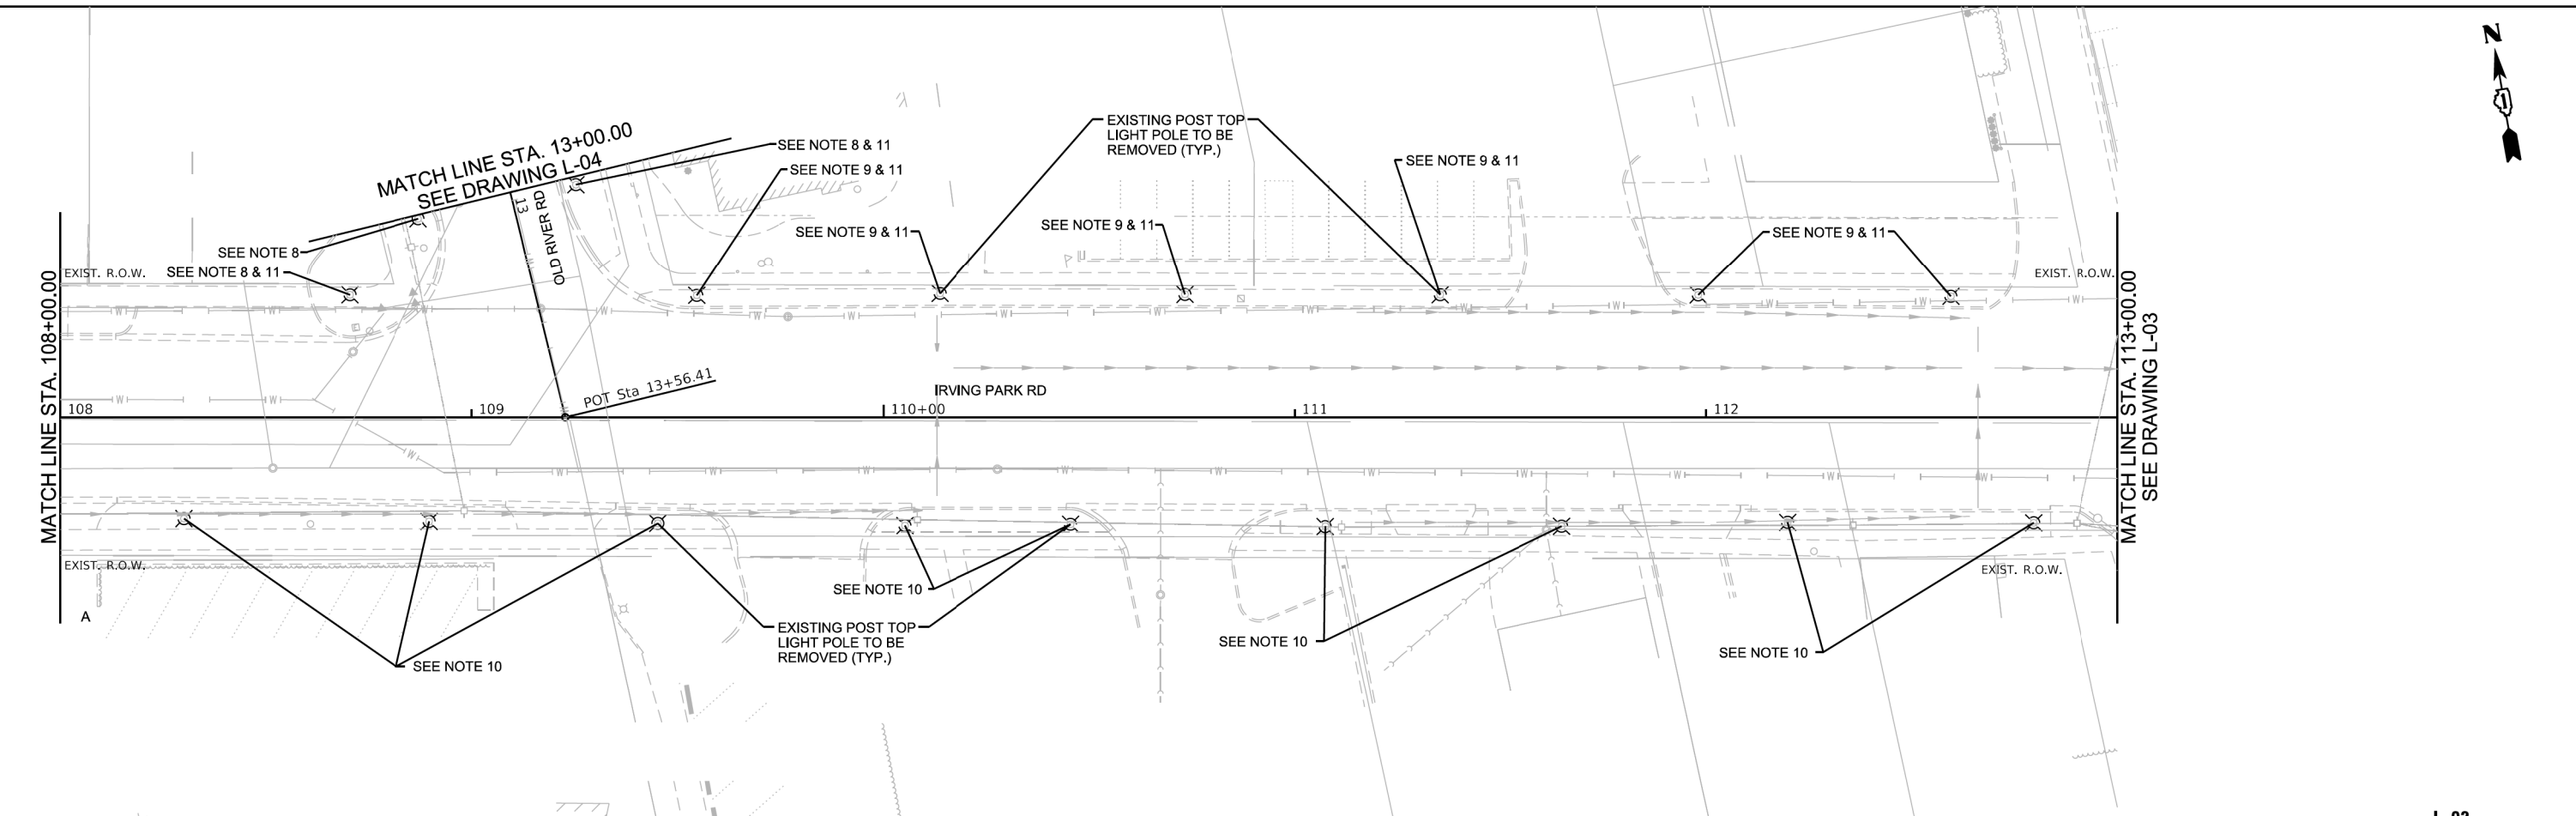 N
MATCH LINE STA. 13+00.00
SEE DRAWING L-04
SEE NOTE 8 & 11
SEE NOTE 9 & 11
EXISTING POST TOP
LIGHT POLE TO BE
REMOVED (TYP.)
SEE NOTE 9 & 11
13
OLD RIVER RD
SEE NOTE 9 & 11
SEE NOTE 9 & 11
SEE NOTE 9 & 11
SEE NOTE 8
SEE NOTE 8 & 11
EXIST. R.O.W.
EXIST. R.O.W.
MATCH LINE STA. 108+00.00
POT Sta 13+56.41
IRVING PARK RD
108
109
110+00
111
112
MATCH LINE STA. 113+00.00
SEE DRAWING L-03
EXIST. R.O.W.
EXIST. R.O.W.
A
SEE NOTE 10
EXISTING POST TOP
LIGHT POLE TO BE
REMOVED (TYP.)
SEE NOTE 10
SEE NOTE 10
SEE NOTE 10